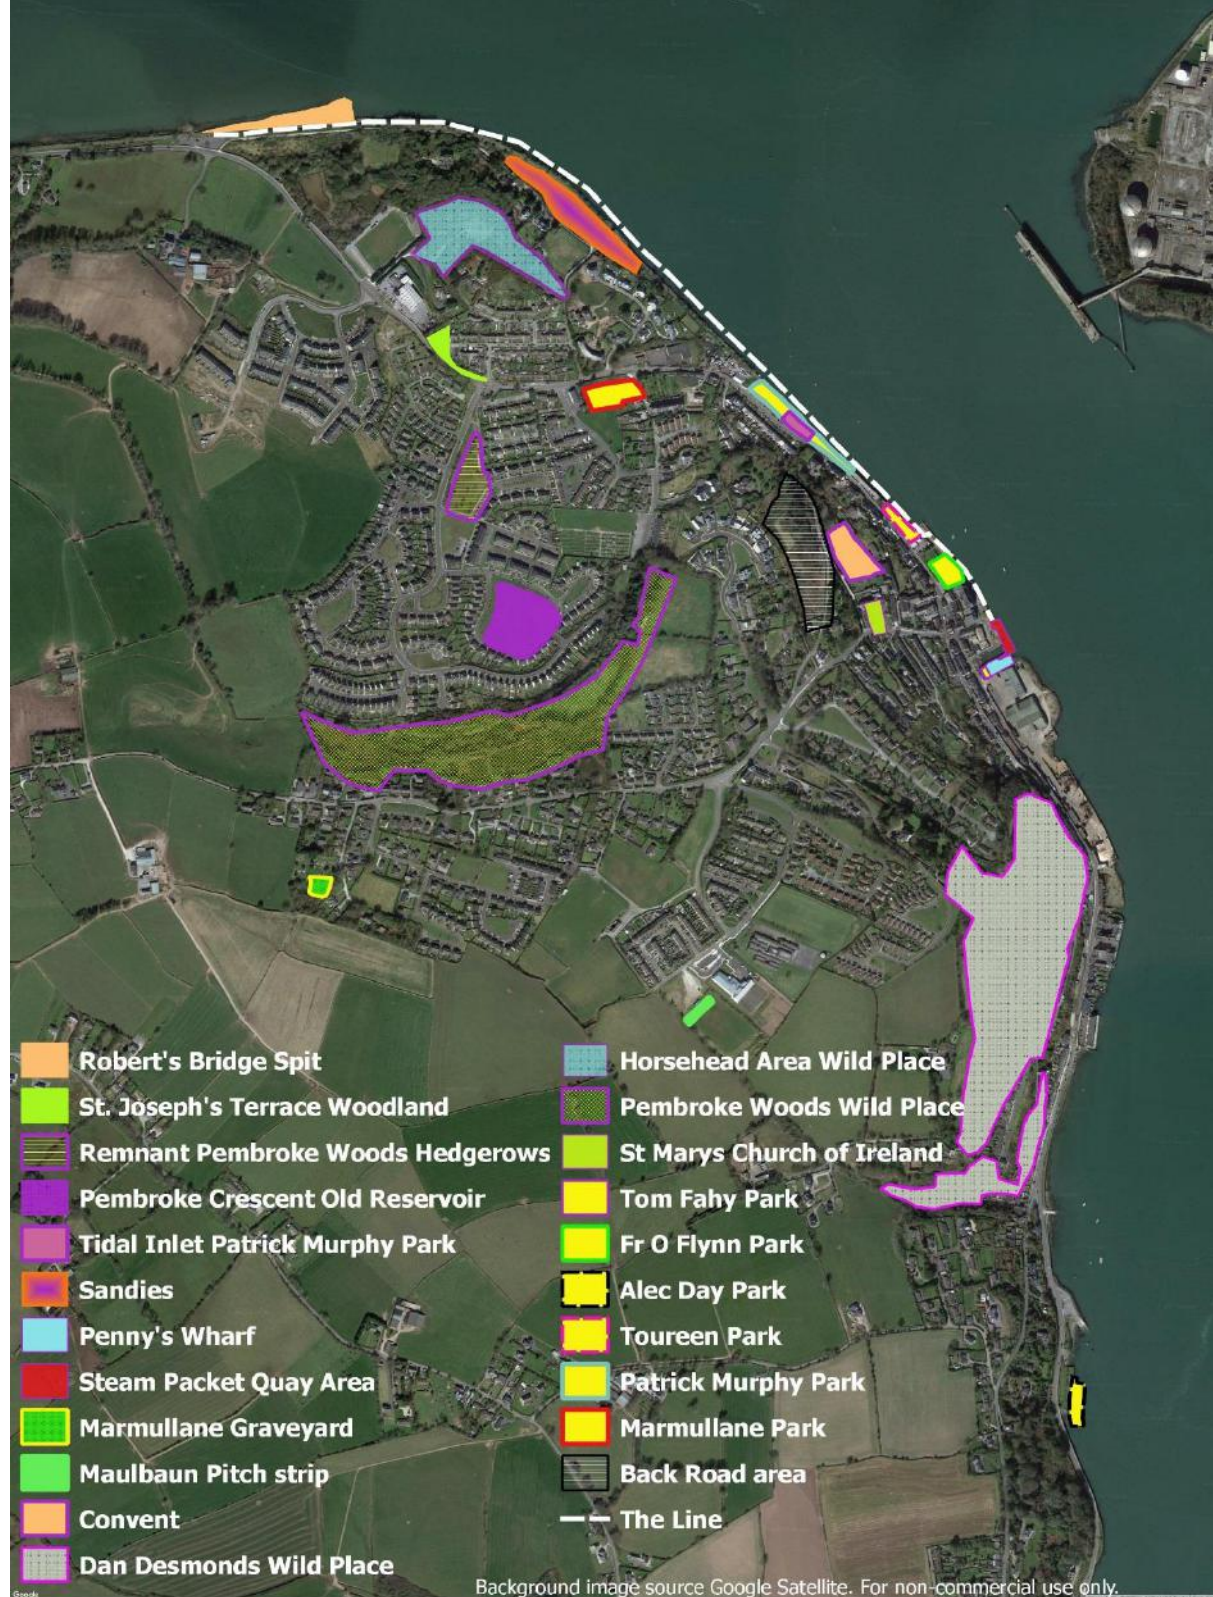 Robert's Bridge Spit
St. Joseph's Terrace Woodland
Remnant Pembroke Woods Hedgerows
Pembroke Crescent Old Reservoir
Tidal Inlet Patrick Murphy Park
Sandies
Penny's Wharf
Steam Packet Quay Area
Marmullane Graveyard
Maulbaun Pitch strip
Convent
Dan Desmonds Wild Place
Horsehead Area Wild Place
Pembroke Woods Wild Place
St Marys Church of Ireland
Tom Fahy Park
Fr O Flynn Park
Alec Day Park
Toureen Park
Patrick Murphy Park
Marmullane Park
Back Road area
The Line
Background image source Google Satellite. For non-commercial use only.
Google